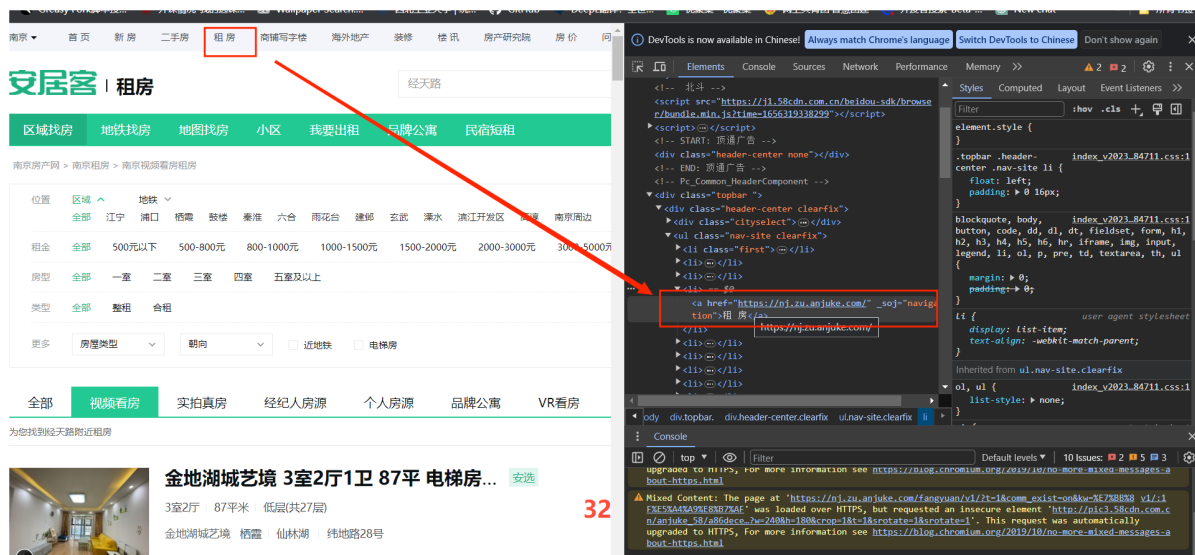 南京 首 页 新 房 二手房 租 房 商铺写字楼 海外地产 装修 楼 讯 房产研究院 房 价 问
安居客 租房
经天路
区域找房 地铁找房 地图找房 小区 我要出租 品牌公寓 民宿短租
南京房产网 > 南京租房 > 南京视频看房租房
位置 区域 地铁
全部 江宁 浦口 栖霞 鼓楼 秦淮 六合 雨花台 建邺 玄武 溧水 滨江开发区 高淳 南京周边
租金 全部 500元以下 500-800元 800-1000元 1000-1500元 1500-2000元 2000-3000元 3000-5000元
房型 全部 一室 二室 三室 四室 五室及以上
类型 全部 整租 合租
更多 房屋类型 朝向 近地铁 电梯房
全部 视频看房 实拍真房 经纪人房源 个人房源 品牌公寓 VR看房
为您找到经天路附近租房
金地湖城艺境 3室2厅1卫 87平 电梯房... 安选
3室2厅 87平米 低层(共27层)
32
金地湖城艺境 栖霞 仙林湖 纬地路28号
DevTools is now available in Chinese! Always match Chrome's language Switch DevTools to Chinese Don't show again
Elements Console Sources Network Performance Memory 2 2
<!-- 北斗 -->
<script src="https://j1.58cdn.com.cn/beidou-sdk/browse
r/bundle.min.js?time=1656319338299"></script>
<script>…</script>
<!-- START: 顶通广告 -->
<div class="header-center none"></div>
<!-- END: 顶通广告 -->
<!-- Pc_Common_HeaderComponent -->
<div class="topbar ">
<div class="header-center clearfix">
<div class="cityselect">…</div>
<ul class="nav-site clearfix">
<li class="first">…</li>
<li>…</li>
<li>…</li>
<li> == $0
<a href="https://nj.zu.anjuke.com/" _soj="naviga
tion">租 房</a>
</li>
https://nj.zu.anjuke.com/
<li>…</li>
<li>…</li>
<li>…</li>
<li>…</li>
ody div.topbar. div.header-center.clearfix ul.nav-site.clearfix li
Styles Computed Layout Event Listeners
Filter :hov .cls
element.style {
}
.topbar .header- index_v2023…84711.css:1
center .nav-site li {
float: left;
padding: 0 16px;
}
blockquote, body, index_v2023…84711.css:1
button, code, dd, dl, dt, fieldset, form, h1,
h2, h3, h4, h5, h6, hr, iframe, img, input,
legend, li, ol, p, pre, td, textarea, th, ul
{
margin: 0;
padding: 0;
}
li { user agent stylesheet
display: list-item;
text-align: -webkit-match-parent;
}
Inherited from ul.nav-site.clearfix
ol, ul { index_v2023…84711.css:1
list-style: none;
}
Console
top Filter Default levels 10 Issues: 2 5 3
upgraded to HTTPS, For more information see https://blog.chromium.org/2019/10/no-more-mixed-messages-a
bout-https.html
Mixed Content: The page at 'https://nj.zu.anjuke.com/fangyuan/v1/?t=1&comm_exist=on&kw=%E7%BB%8 v1/:1
F%E5%A4%A9%E8%B7%AF' was loaded over HTTPS, but requested an insecure element 'http://pic3.58cdn.com.c
n/anjuke_58/a86dece…?w=240&h=180&crop=1&t=1&srotate=1&srotate=1'. This request was automatically
upgraded to HTTPS, For more information see https://blog.chromium.org/2019/10/no-more-mixed-messages-a
bout-https.html